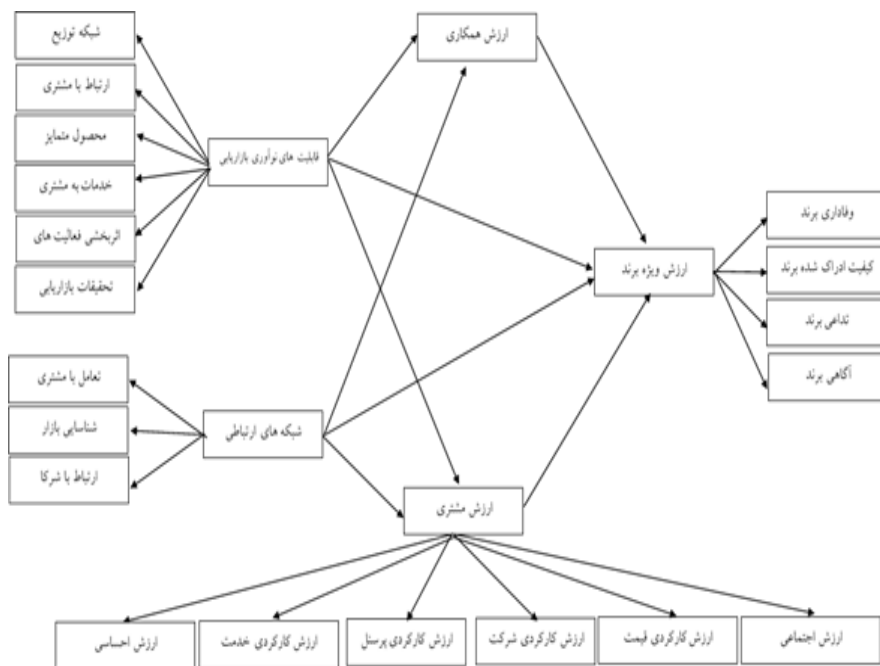 شبکه توزیع
ارتباط با مشتری
محصول متمایز
خدمات به مشتری
اثربخشی فعالیت های
تحقیقات بازاریابی
قابلیت های نوآوری بازاریابی
ارزش همکاری
ارزش ویژه برند
وفاداری برند
کیفیت ادراک شده برند
تداعی برند
آگاهی برند
تعامل با مشتری
شناسایی بازار
ارتباط با شرکا
شبکه های ارتباطی
ارزش مشتری
ارزش اجتماعی
ارزش کارکردی قیمت
ارزش کارکردی شرکت
ارزش کارکردی پرسنل
ارزش کارکردی خدمت
ارزش احساسی